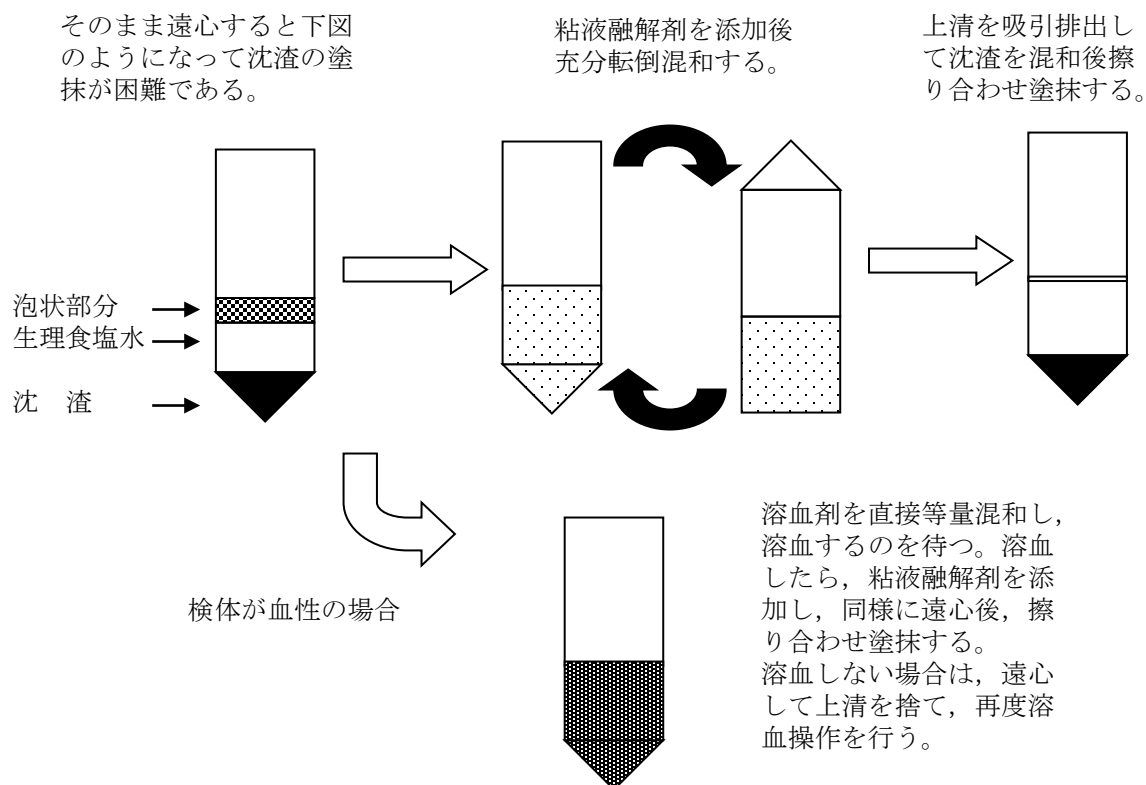 そのまま遠心すると下図
のようになって沈渣の塗
抹が困難である。
粘液融解剤を添加後
充分転倒混和する。
上清を吸引排出し
て沈渣を混和後擦
り合わせ塗抹する。
泡状部分
生理食塩水
沈　渣
検体が血性の場合
溶血剤を直接等量混和し，
溶血するのを待つ。溶血
したら，粘液融解剤を添
加し，同様に遠心後，擦
り合わせ塗抹する。
溶血しない場合は，遠心
して上清を捨て，再度溶
血操作を行う。